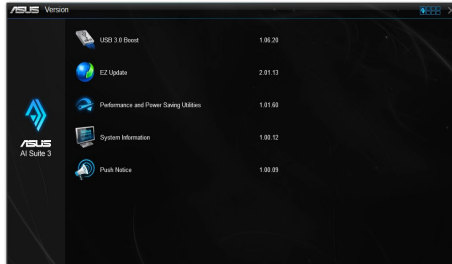 ASUS Version
USB 3.0 Boost 1.06.20
EZ Update 2.01.13
Performance and Power Saving Utilities 1.01.60
System Information 1.00.12
Push Notice 1.00.09
ASUS
AI Suite 3